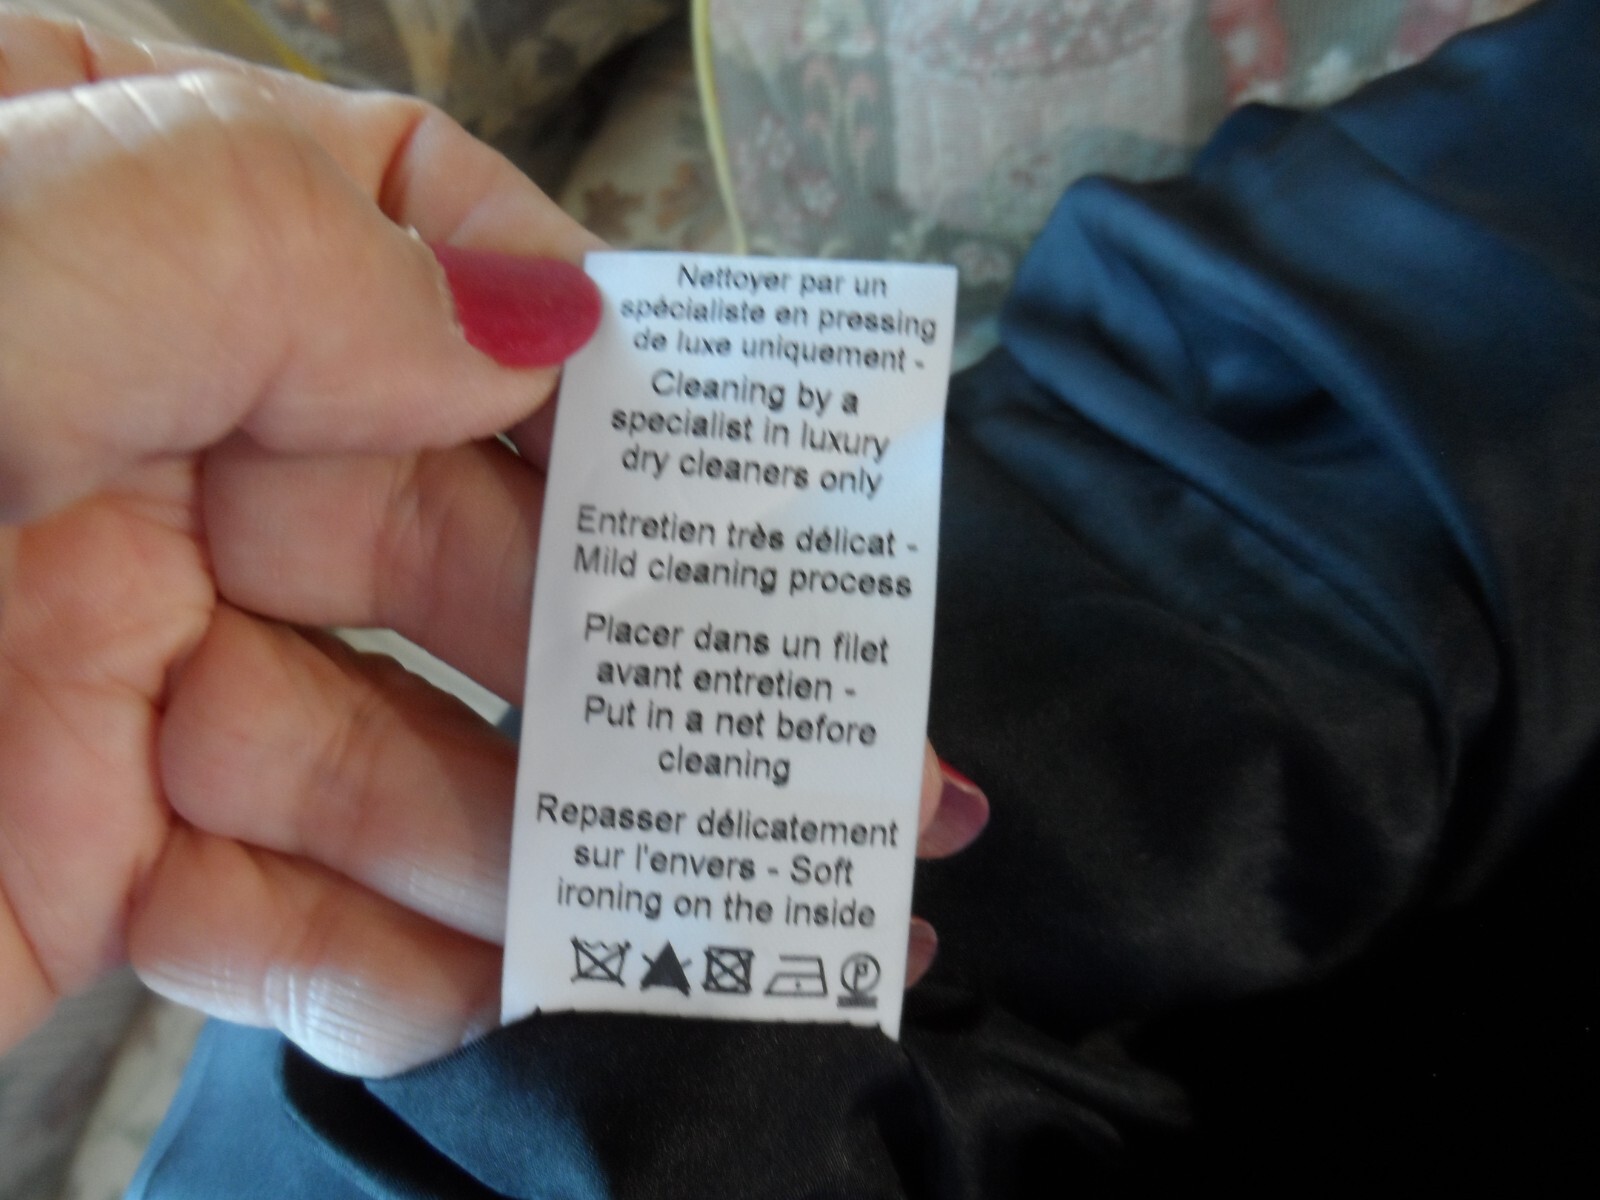 Nettoyer par un
spécialiste en pressing
de luxe uniquement -
Cleaning by a
specialist in luxury
dry cleaners only
Entretien très délicat -
Mild cleaning process
Placer dans un filet
avant entretien -
Put in a net before
cleaning
Repasser délicatement
sur l'envers - Soft
ironing on the inside
P